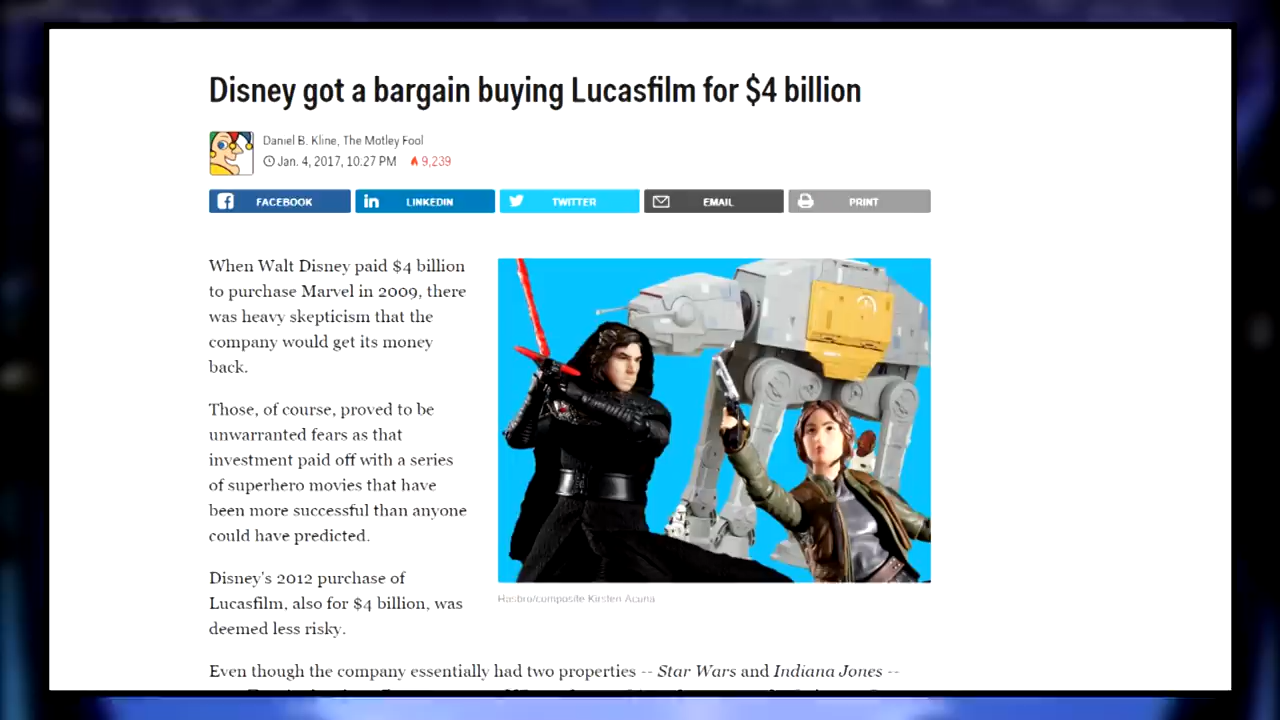 Disney got a bargain buying Lucasfilm for $4 billion
Daniel B. Kline, The Motley Fool
Jan. 4, 2017, 10:27 PM 9,239
FACEBOOK
LINKEDIN
TWITTER
EMAIL
PRINT
When Walt Disney paid $4 billion
to purchase Marvel in 2009, there
was heavy skepticism that the
company would get its money
back.
Those, of course, proved to be
unwarranted fears as that
investment paid off with a series
of superhero movies that have
been more successful than anyone
could have predicted.
Disney's 2012 purchase of
Lucasfilm, also for $4 billion, was
deemed less risky.
Hasbro/composite Kirsten Acuna
Even though the company essentially had two properties -- Star Wars and Indiana Jones --